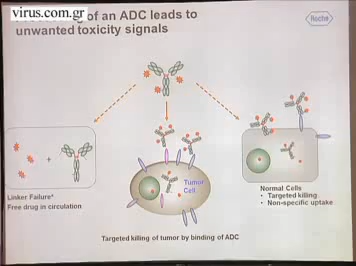 virus.com.gr
of an ADC leads to
unwanted toxicity signals
Roche
Tumor
Cell
Linker Failure^
Free drug in circulation
Normal Cells
• Targeted killing
• Non-specific uptake
Targeted killing of tumor by binding of ADC